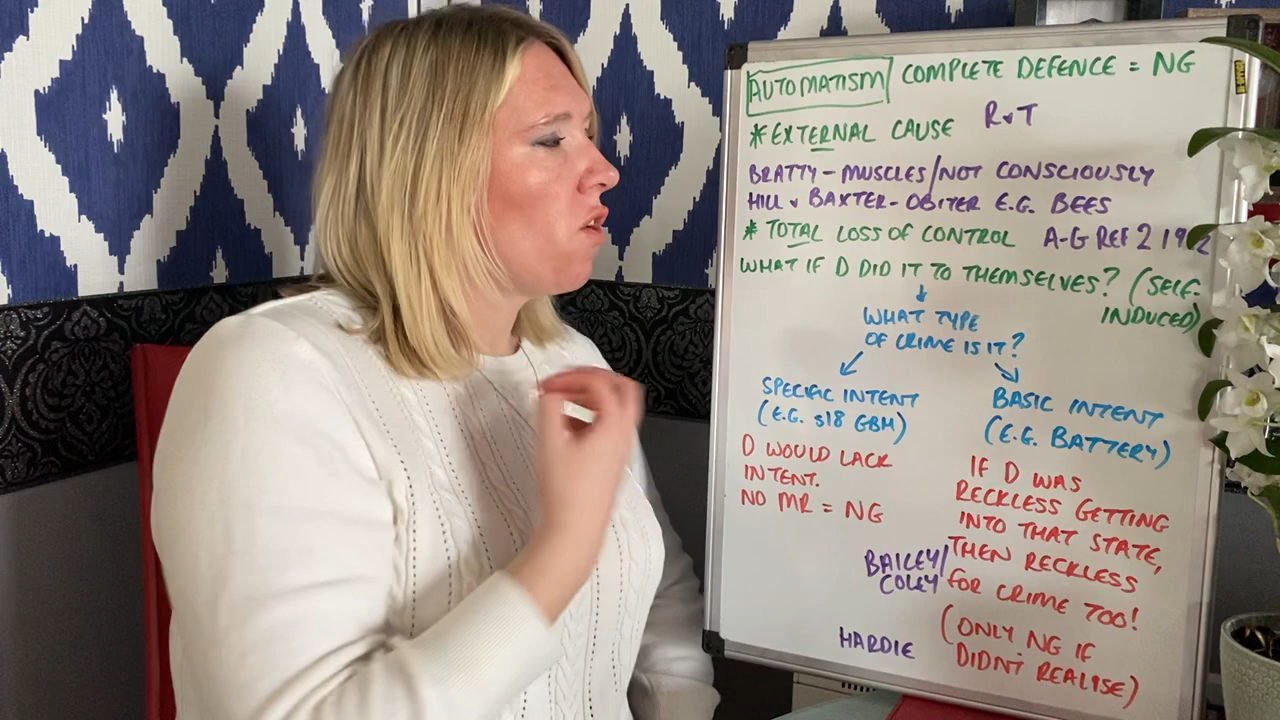 AUTOMATISM COMPLETE DEFENCE = NG
* EXTERNAL CAUSE R v T
BRATTY - MUSCLES/NOT CONSCIOUSLY
HILL v BAXTER - OBITER E.G. BEES
* TOTAL LOSS OF CONTROL A-G REF 2 19 2
WHAT IF D DID IT TO THEMSELVES? (SELF-
INDUCED)
WHAT TYPE
OF CRIME IS IT?
SPECIFIC INTENT
(E.G. s18 GBH)
BASIC INTENT
(E.G. BATTERY)
D WOULD LACK
INTENT.
NO MR = NG
IF D WAS
RECKLESS GETTING
INTO THAT STATE,
THEN RECKLESS
FOR CRIME TOO!
(ONLY NG IF
DIDN'T REALISE)
BAILEY/
COLEY
HARDIE